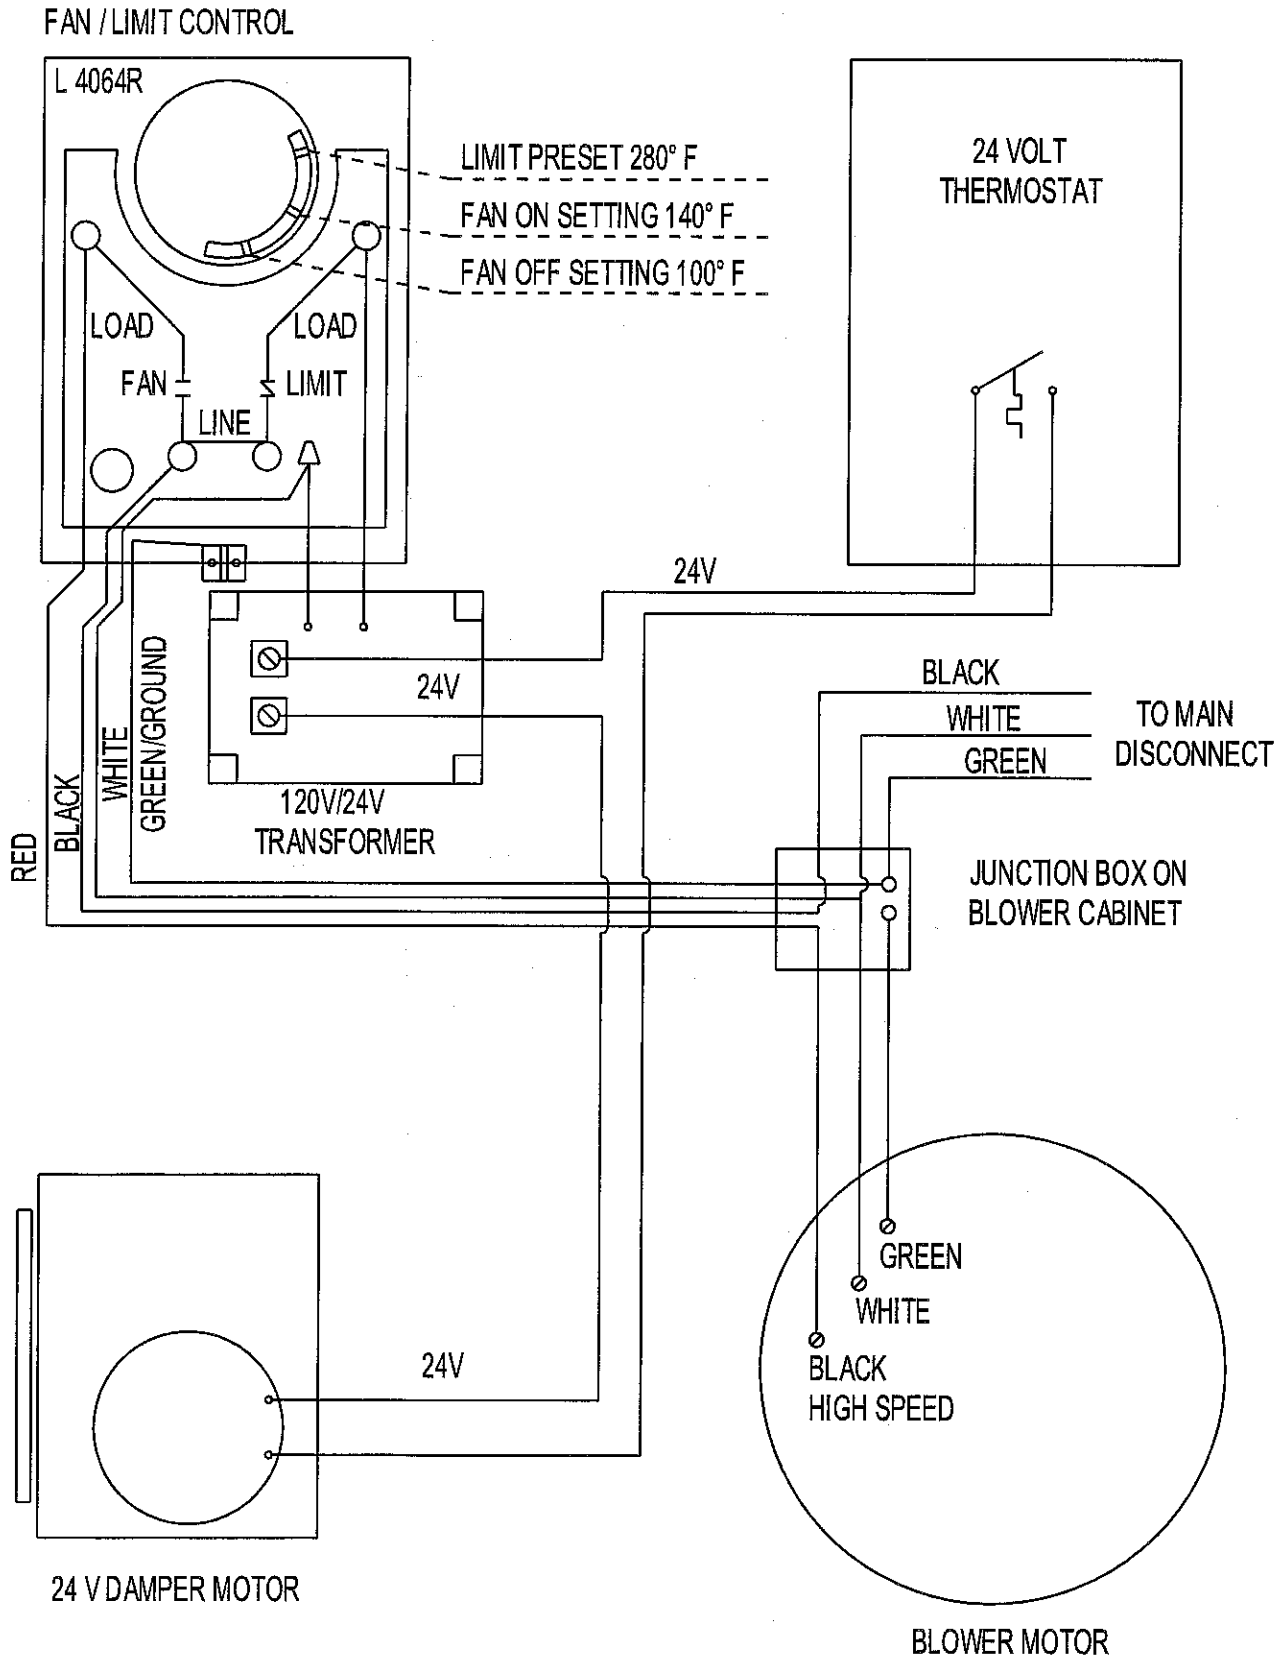 FAN / LIMIT CONTROL
L 4064R
LIMIT PRESET 280° F
FAN ON SETTING 140° F
FAN OFF SETTING 100° F
24 VOLT
THERMOSTAT
LOAD
LOAD
FAN
LIMIT
LINE
24V
24V
BLACK
WHITE
GREEN
TO MAIN
DISCONNECT
RED
BLACK
WHITE
GREEN/GROUND
120V/24V
TRANSFORMER
JUNCTION BOX ON
BLOWER CABINET
GREEN
WHITE
BLACK
HIGH SPEED
24V
24 V DAMPER MOTOR
BLOWER MOTOR